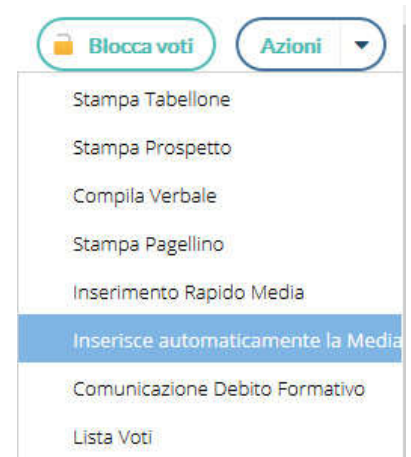 Blocca voti Azioni
Stampa Tabellone
Stampa Prospetto
Compila Verbale
Stampa Pagellino
Inserimento Rapido Media
Inserisce automaticamente la Media
Comunicazione Debito Formativo
Lista Voti